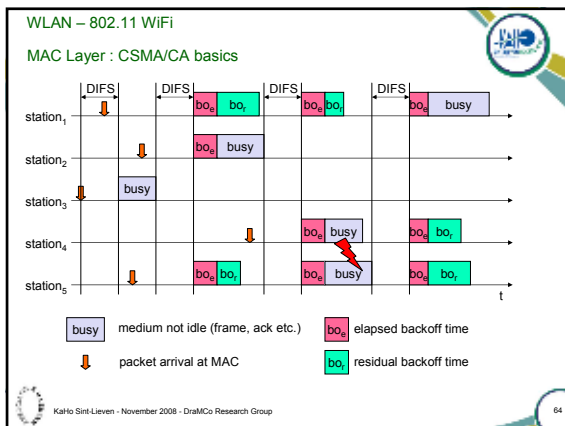 WLAN – 802.11 WiFi
MAC Layer : CSMA/CA basics
KaHo
DIFS DIFS DIFS DIFS
station1 boe bor boe bor boe busy
t
station2 boe busy
station3 busy
station4 boe busy boe bor
station5 boe bor boe busy boe bor
t
busy medium not idle (frame, ack etc.) boe elapsed backoff time
packet arrival at MAC bor residual backoff time
KaHo Sint-Lieven - November 2008 - DraMCo Research Group 64